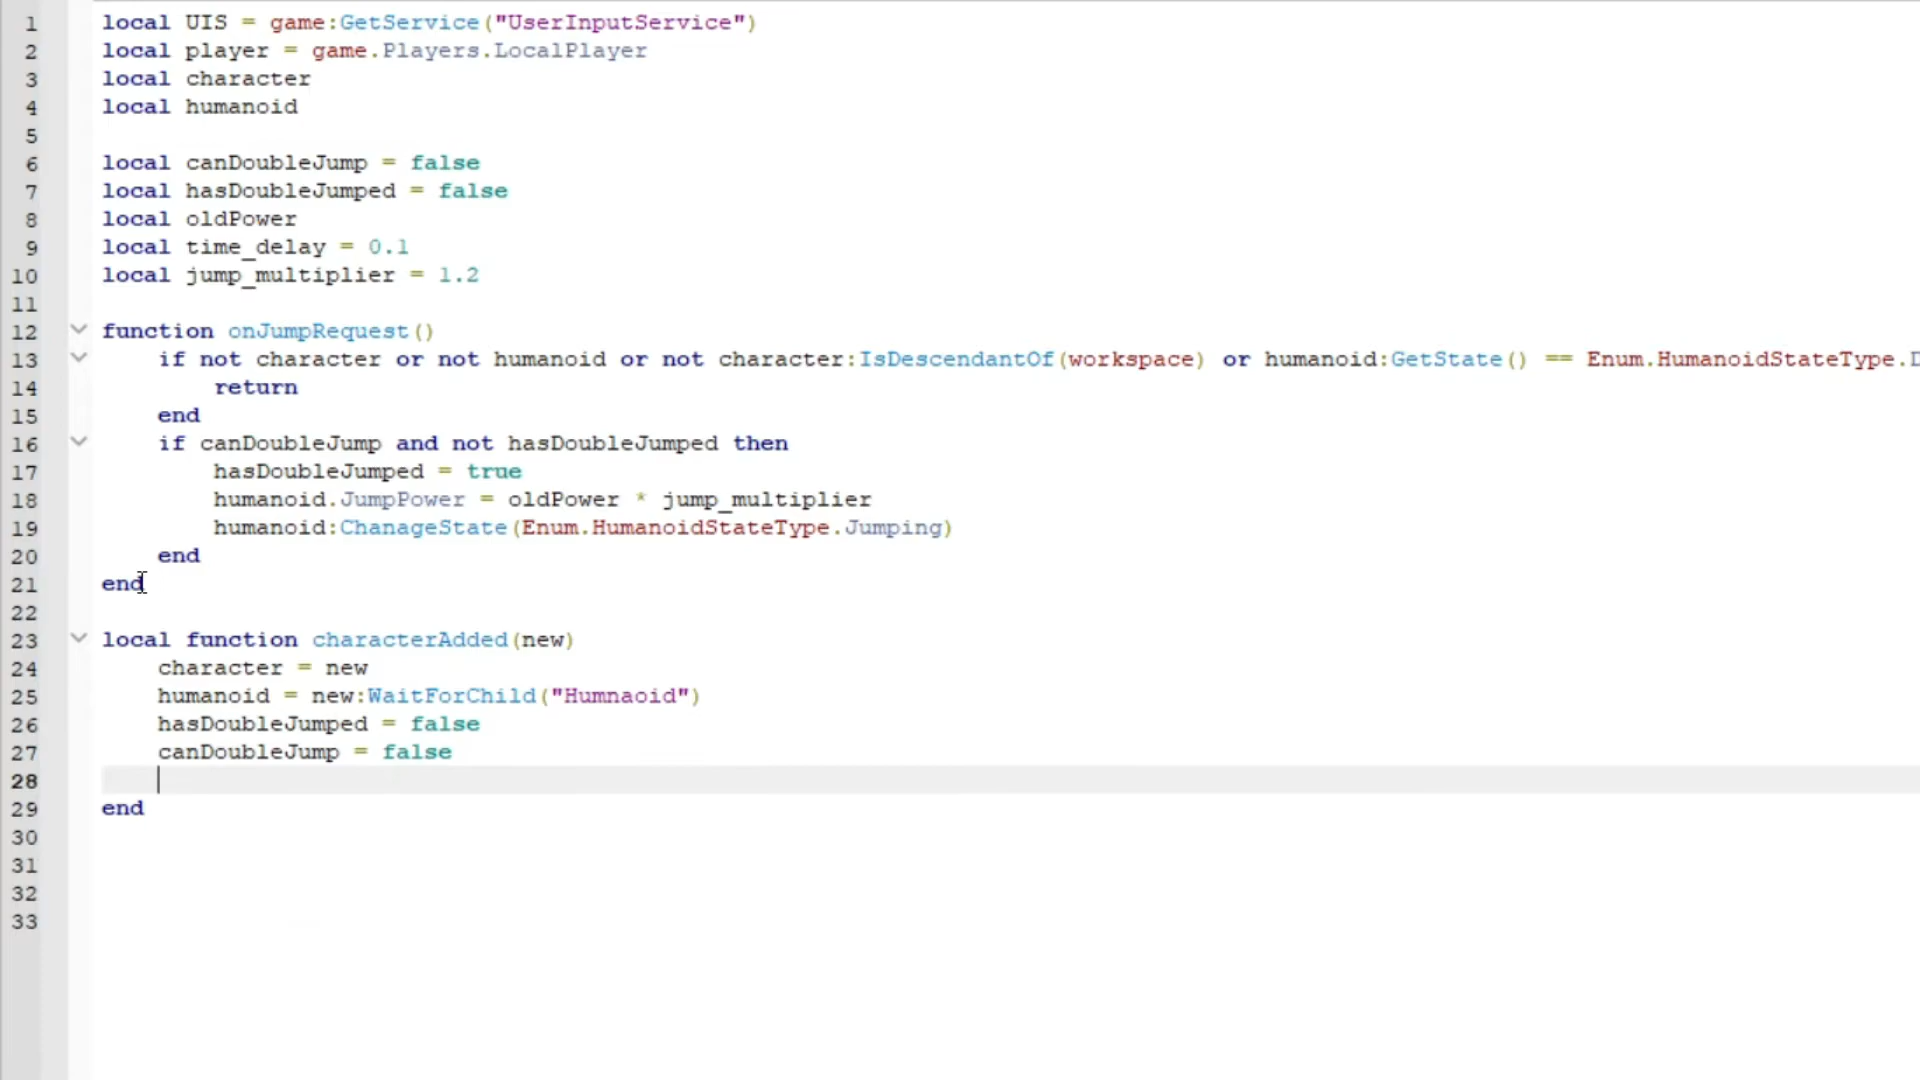 1 local UIS = game:GetService("UserInputService")
2 local player = game.Players.LocalPlayer
3 local character
4 local humanoid
5
6 local canDoubleJump = false
7 local hasDoubleJumped = false
8 local oldPower
9 local time_delay = 0.1
10 local jump_multiplier = 1.2
11
12 function onJumpRequest()
13 if not character or not humanoid or not character:IsDescendantOf(workspace) or humanoid:GetState() == Enum.HumanoidStateType.
14 return
15 end
16 if canDoubleJump and not hasDoubleJumped then
17 hasDoubleJumped = true
18 humanoid.JumpPower = oldPower * jump_multiplier
19 humanoid:ChanageState(Enum.HumanoidStateType.Jumping)
20 end
21 end
22
23 local function characterAdded(new)
24 character = new
25 humanoid = new:WaitForChild("Humnaoid")
26 hasDoubleJumped = false
27 canDoubleJump = false
28
29 end
30
31
32
33